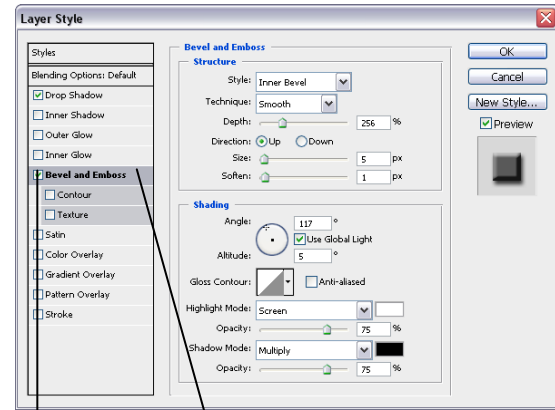 Layer Style
Styles
Blending Options: Default
Drop Shadow
Inner Shadow
Outer Glow
Inner Glow
Bevel and Emboss
Contour
Texture
Satin
Color Overlay
Gradient Overlay
Pattern Overlay
Stroke
Bevel and Emboss
Structure
Style: Inner Bevel
Technique: Smooth
Depth: 256 %
Direction: Up Down
Size: 5 px
Soften: 1 px
Shading
Angle: 117 °
Use Global Light
Altitude: 5 °
Gloss Contour: Anti-aliased
Highlight Mode: Screen
Opacity: 75 %
Shadow Mode: Multiply
Opacity: 75 %
OK
Cancel
New Style...
Preview